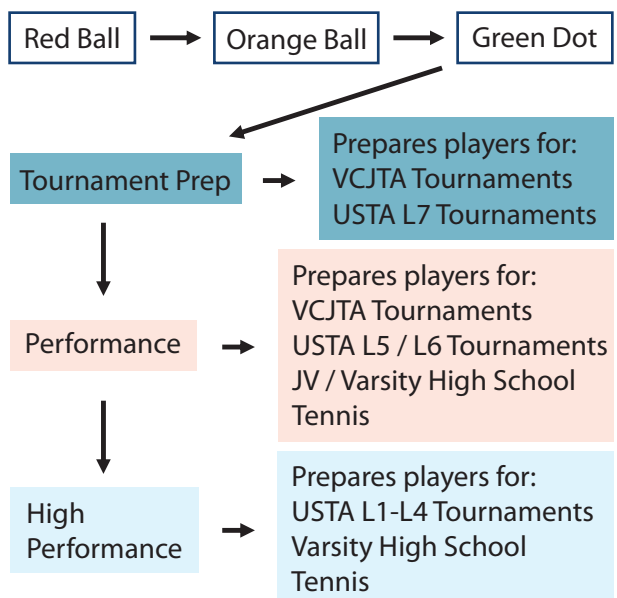 Red Ball
Orange Ball
Green Dot
Tournament Prep
Prepares players for:
VCJTA Tournaments
USTA L7 Tournaments
Performance
Prepares players for:
VCJTA Tournaments
USTA L5 / L6 Tournaments
JV / Varsity High School
Tennis
High
Performance
Prepares players for:
USTA L1-L4 Tournaments
Varsity High School
Tennis